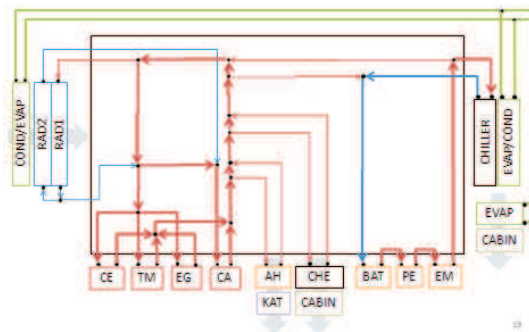 COND/EVAP
RAD2
RAD1
CHILLER
EVAP/COND
EVAP
CABIN
CE
TM
EG
CA
AH
CHE
BAT
PE
EM
KAT
CABIN
19